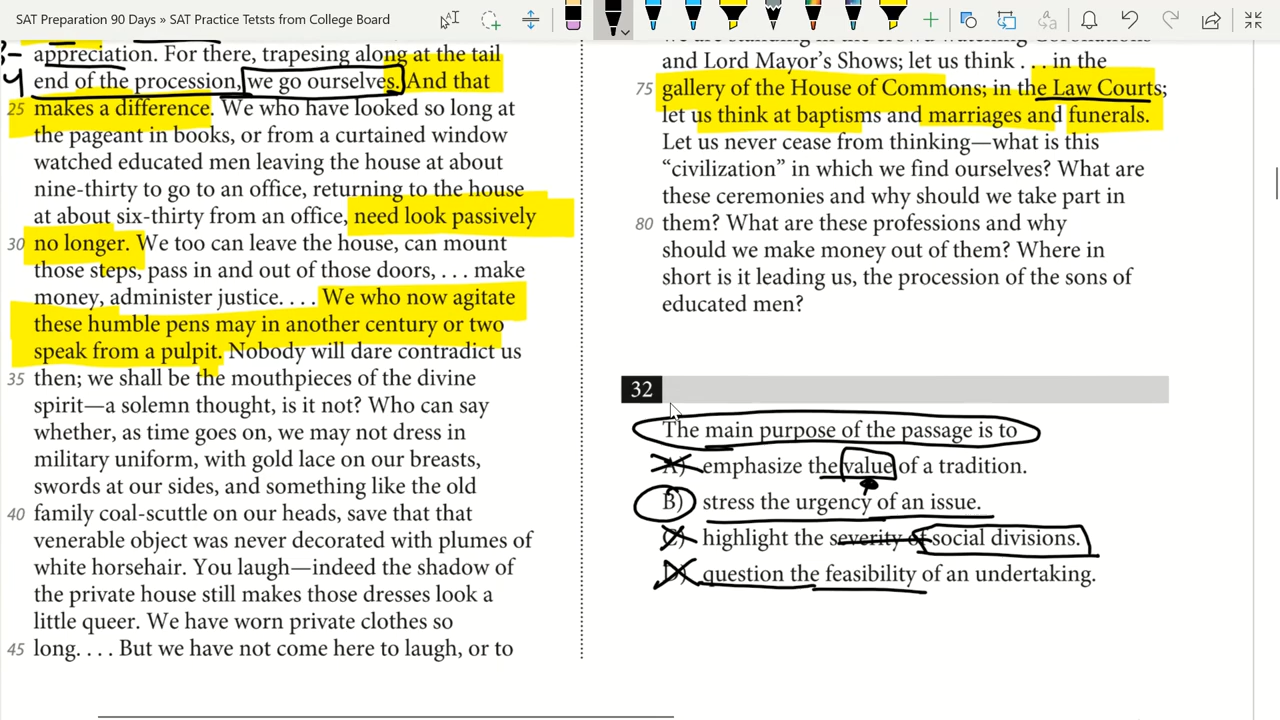 SAT Preparation 90 Days » SAT Practice Tetsts from College Board
appreciation. For there, trapesing along at the tail
4 end of the procession, we go ourselves. And that
25 makes a difference. We who have looked so long at
the pageant in books, or from a curtained window
watched educated men leaving the house at about
nine-thirty to go to an office, returning to the house
at about six-thirty from an office, need look passively
30 no longer. We too can leave the house, can mount
those steps, pass in and out of those doors, . . . make
money, administer justice. . . . We who now agitate
these humble pens may in another century or two
speak from a pulpit. Nobody will dare contradict us
35 then; we shall be the mouthpieces of the divine
spirit—a solemn thought, is it not? Who can say
whether, as time goes on, we may not dress in
military uniform, with gold lace on our breasts,
swords at our sides, and something like the old
40 family coal-scuttle on our heads, save that that
venerable object was never decorated with plumes of
white horsehair. You laugh—indeed the shadow of
the private house still makes those dresses look a
little queer. We have worn private clothes so
45 long. . . . But we have not come here to laugh, or to
and Lord Mayor's Shows; let us think . . . in the
75 gallery of the House of Commons; in the Law Courts;
let us think at baptisms and marriages and funerals.
Let us never cease from thinking—what is this
“civilization” in which we find ourselves? What are
these ceremonies and why should we take part in
80 them? What are these professions and why
should we make money out of them? Where in
short is it leading us, the procession of the sons of
educated men?
32
The main purpose of the passage is to
A) emphasize the value of a tradition.
B) stress the urgency of an issue.
C) highlight the severity of social divisions.
D) question the feasibility of an undertaking.